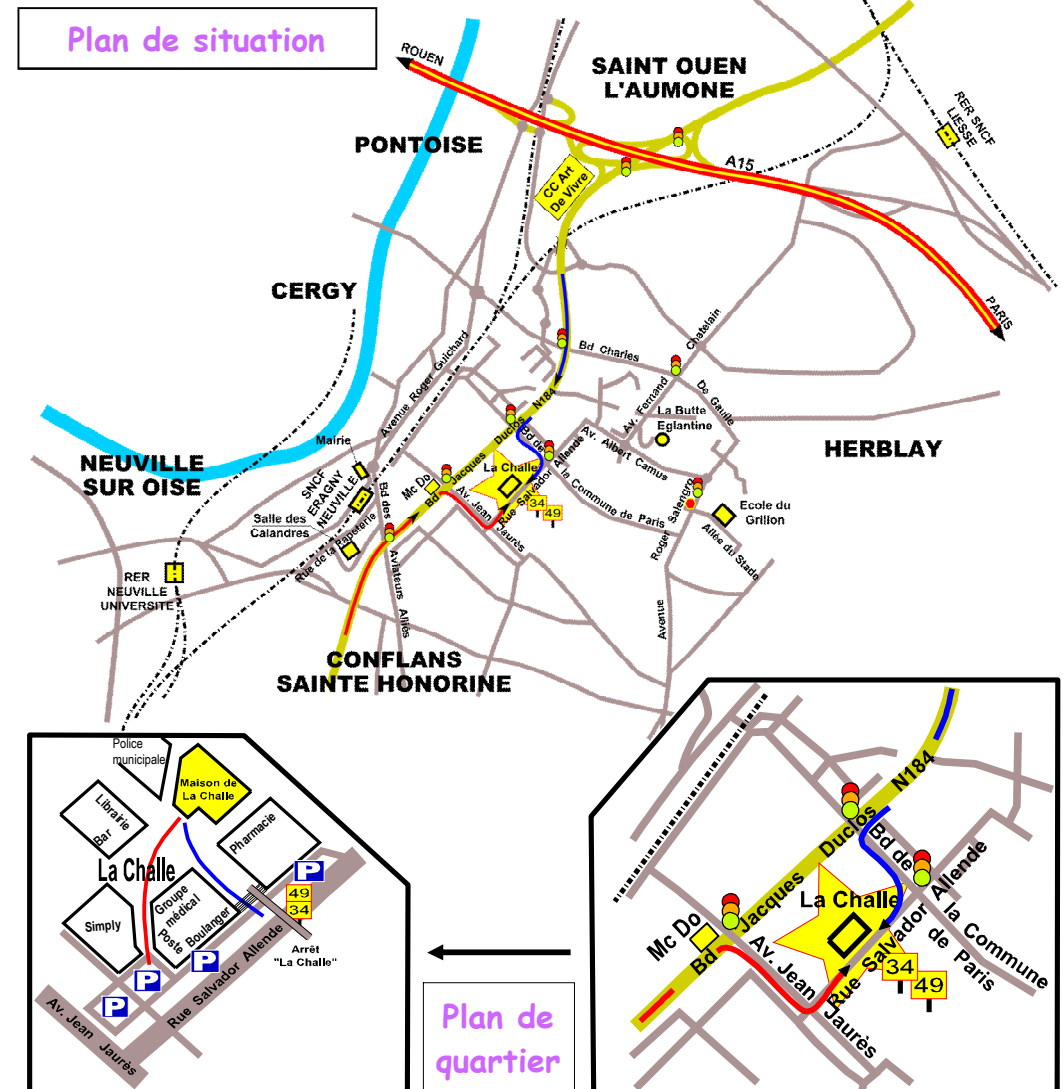 Plan de situation
ROUEN
SAINT OUEN
L'AUMONE
RER SNCF
LIESSE
PONTOISE
A15
CC Art
De Vivre
CERGY
PARIS
Avenue Roger Guichard
Bd Charles
Chatelain
De Gaulle
N184
Av. Fernand
La Butte
Eglantine
Mairie
Duclos
Bd de
Av. Albert Camus
HERBLAY
NEUVILLE
SUR OISE
SNCF
ERAGNY
NEUVILLE
Mc Do
Jacques
Bd
La Challe
Allende
Rue Salvador
la Commune de Paris
34
49
Av. Jean
Jaurès
Salengro
Roger
Avenue
Ecole du
Grillon
Allée du Stade
Salle des
Calandres
Rue de la Papeterie
Bd des
Aviateurs Alliés
RER
NEUVILLE
UNIVERSITE
CONFLANS
SAINTE HONORINE
Police
municipale
Maison de
La Challe
Librairie
Bar
Pharmacie
La Challe
P
49
34
Simply
Groupe
médical
Poste
Boulanger
Arrêt
"La Challe"
P
P
P
Rue Salvador Allende
Av. Jean Jaurès
Plan de
quartier
N184
Duclos
Bd de
Jacques
Allende
La Challe
la Commune
de Paris
Mc Do
Bd
Av. Jean
Jaurès
Rue Salvador
34
49